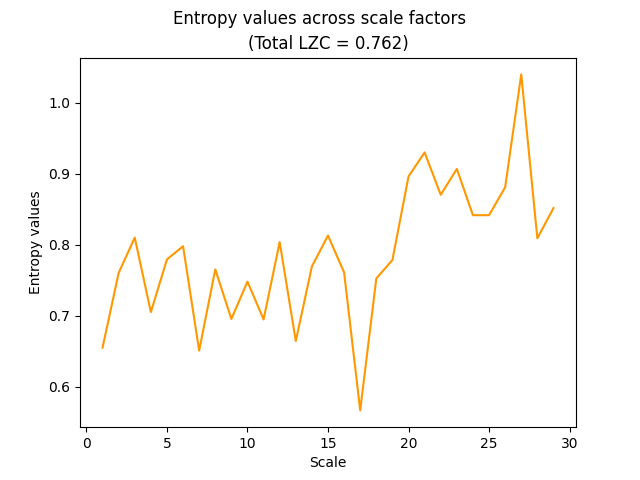 Entropy values across scale factors
(Total LZC = 0.762)
1.0
0.9
0.8
0.7
0.6
Entropy values
0 5 10 15 20 25 30
Scale